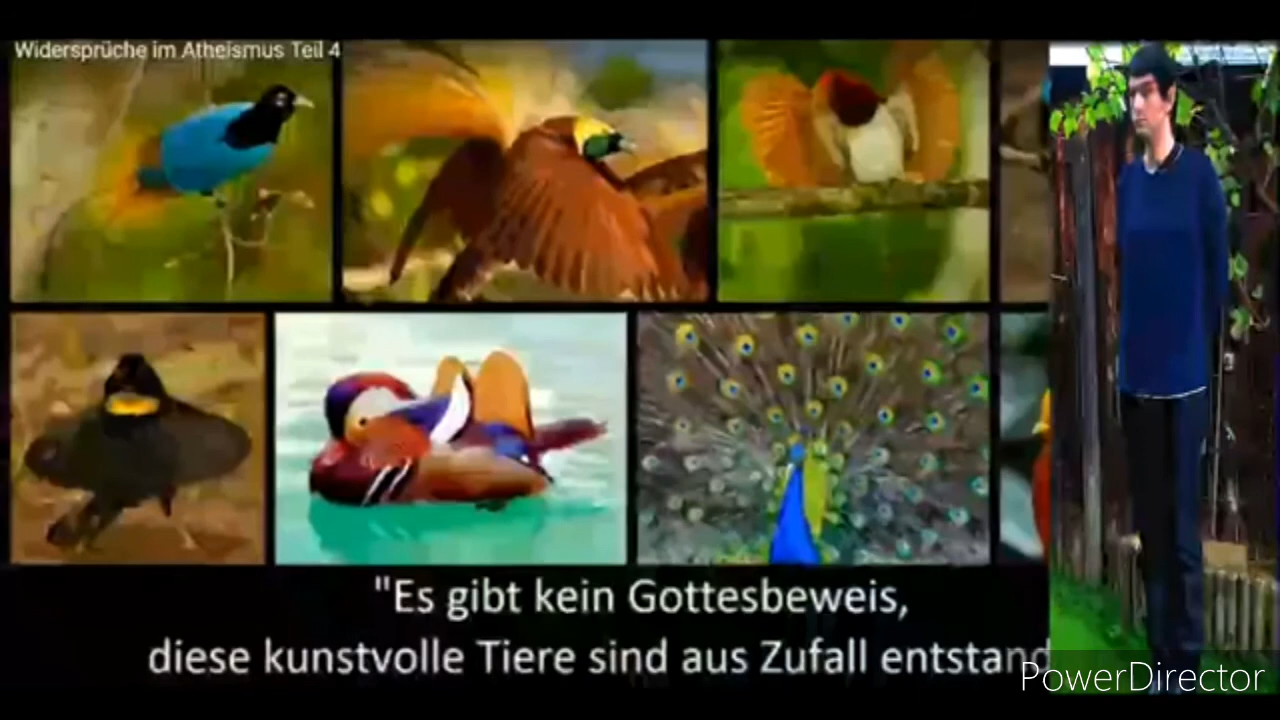 Widersprüche im Atheismus Teil 4
"Es gibt kein Gottesbeweis,
diese kunstvolle Tiere sind aus Zufall entstand
PowerDirector